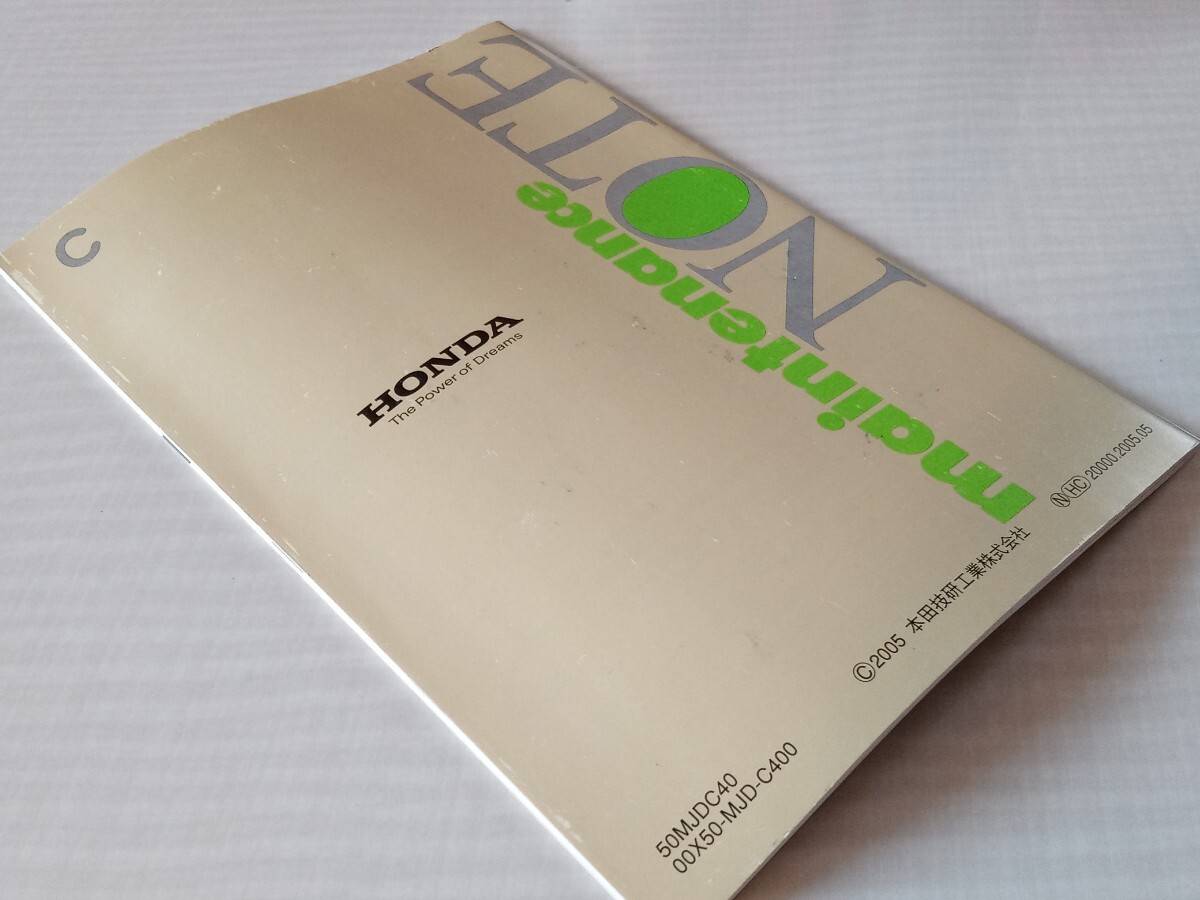 C
NOTE
maintenance
HONDA
The Power of Dreams
50MJDC40
00X50-MJD-C400
©2005 本田技研工業株式会社
Ⓝ HC 20000.2005.05